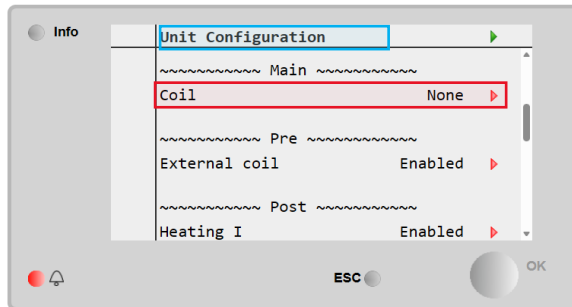 Info
Unit Configuration
~~~~~~~~~~~ Main ~~~~~~~~~~~
Coil None
~~~~~~~~~~~ Pre ~~~~~~~~~~~~
External coil Enabled
~~~~~~~~~~~ Post ~~~~~~~~~~~
Heating I Enabled
ESC
OK